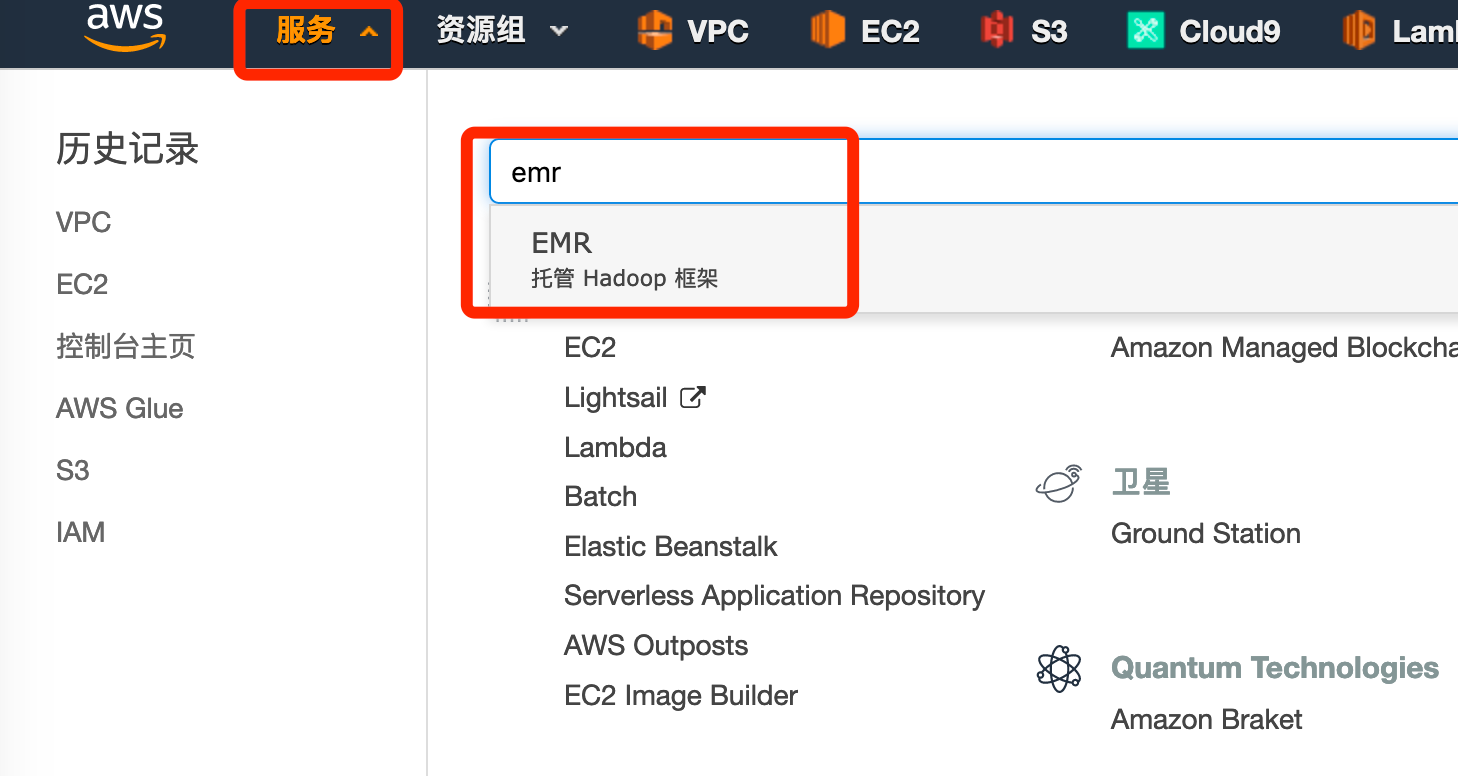 aws
服务
资源组
VPC
EC2
S3
Cloud9
历史记录
VPC
EC2
控制台主页
AWS Glue
S3
IAM
emr
EMR
托管 Hadoop 框架
EC2
Lightsail
Lambda
Batch
Elastic Beanstalk
Serverless Application Repository
AWS Outposts
EC2 Image Builder
Amazon Managed Blockcha
卫星
Ground Station
Quantum Technologies
Amazon Braket